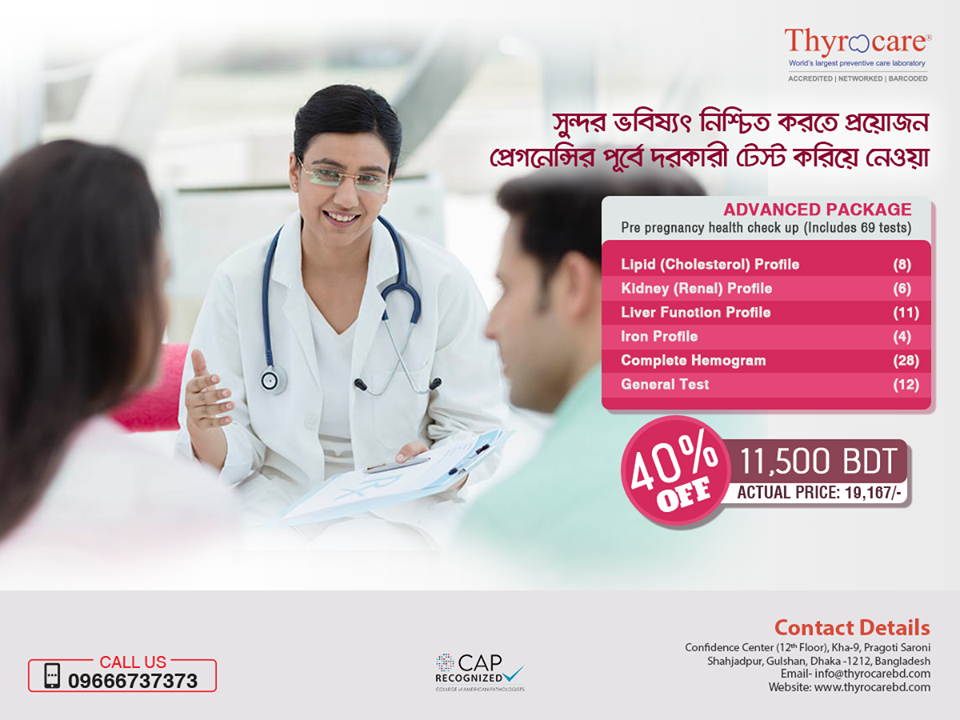 Thyrocare®
World's largest preventive care laboratory
ACCREDITED | NETWORKED | BARCODED
সুন্দর ভবিষ্যৎ নিশ্চিত করতে প্রয়োজন
প্রেগনেন্সির পূর্বে দরকারী টেস্ট করিয়ে নেওয়া
ADVANCED PACKAGE
Pre pregnancy health check up (Includes 69 tests)
Lipid (Cholesterol) Profile (8)
Kidney (Renal) Profile (6)
Liver Function Profile (11)
Iron Profile (4)
Complete Hemogram (28)
General Test (12)
40% OFF
11,500 BDT
ACTUAL PRICE: 19,167/-
Rx
CALL US
09666737373
CAP
RECOGNIZED
COLLEGE of AMERICAN PATHOLOGISTS
Contact Details
Confidence Center (12th Floor), Kha-9, Pragoti Saroni
Shahjadpur, Gulshan, Dhaka -1212, Bangladesh
Email- info@thyrocarebd.com
Website: www.thyrocarebd.com